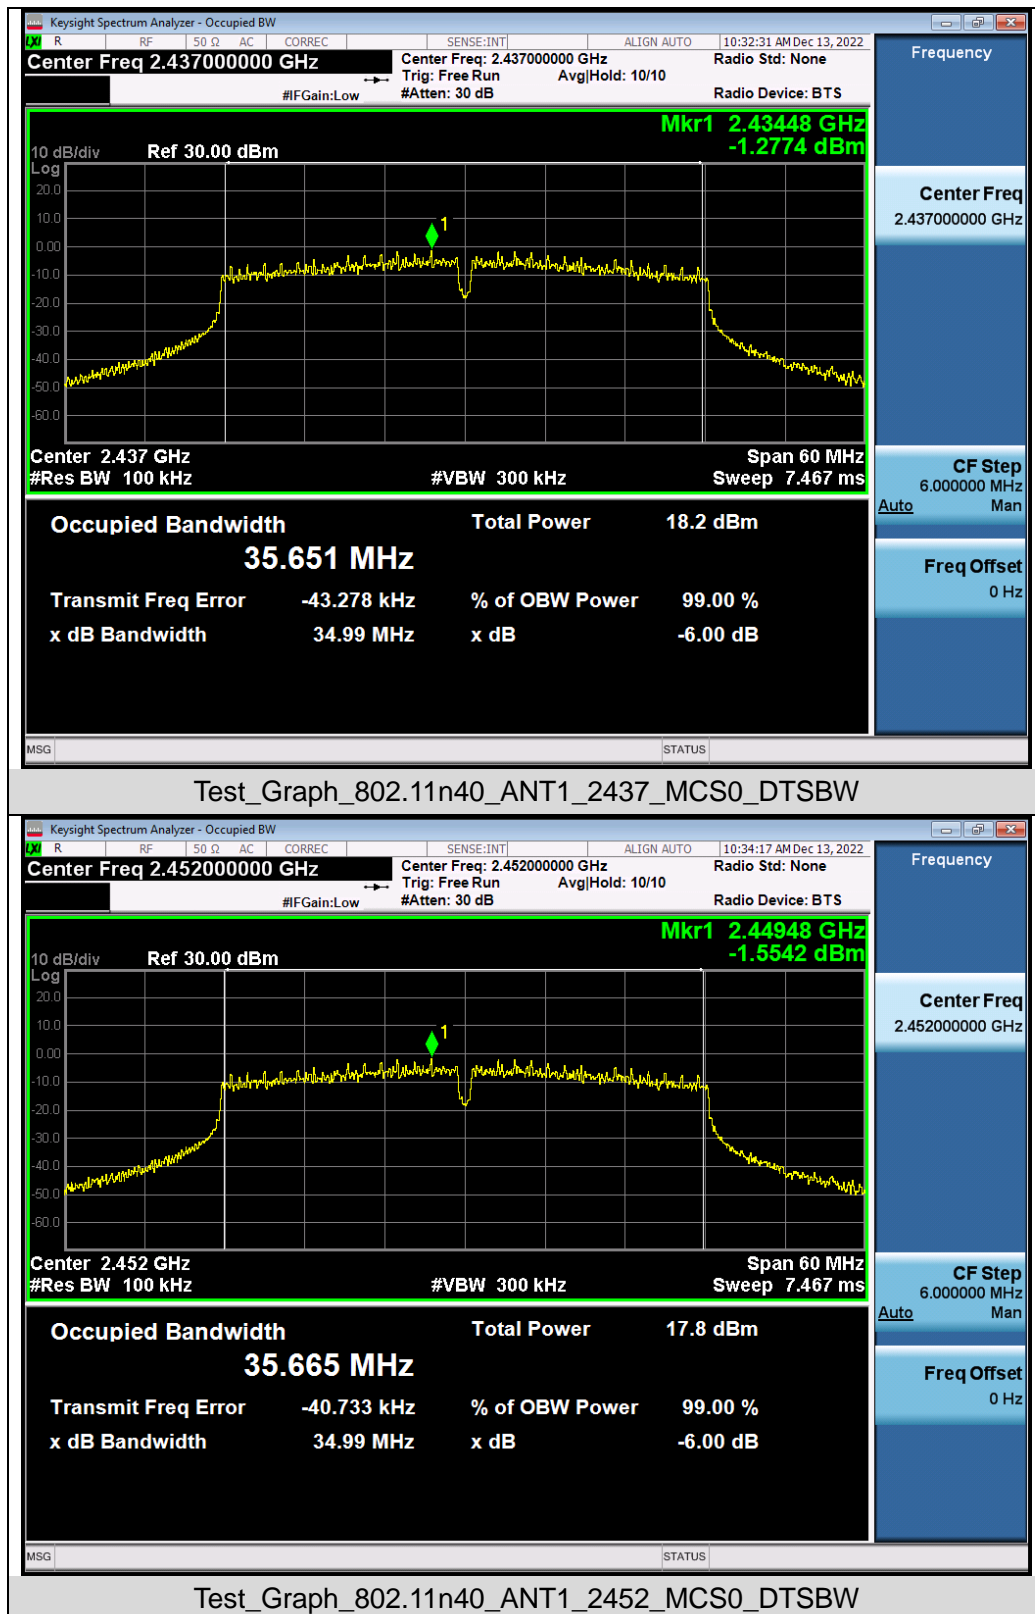 Keysight Spectrum Analyzer - Occupied BW
LXI R RF 50 Ω AC CORREC SENSE:INT ALIGN AUTO 10:32:31 AM Dec 13, 2022
Center Freq 2.437000000 GHz
Center Freq: 2.437000000 GHz
Radio Std: None
Trig: Free Run Avg|Hold: 10/10
#IFGain:Low
#Atten: 30 dB
Radio Device: BTS
Frequency
Mkr1 2.43448 GHz
-1.2774 dBm
10 dB/div Ref 30.00 dBm
Log
20.0
10.0
0.00
-10.0
-20.0
-30.0
-40.0
-50.0
-60.0
1
Center 2.437 GHz
Span 60 MHz
#Res BW 100 kHz
#VBW 300 kHz
Sweep 7.467 ms
Center Freq
2.437000000 GHz
CF Step
6.000000 MHz
Auto Man
Freq Offset
0 Hz
Occupied Bandwidth
Total Power 18.2 dBm
35.651 MHz
Transmit Freq Error -43.278 kHz % of OBW Power 99.00 %
x dB Bandwidth 34.99 MHz x dB -6.00 dB
MSG STATUS
Test_Graph_802.11n40_ANT1_2437_MCS0_DTSBW
Keysight Spectrum Analyzer - Occupied BW
LXI R RF 50 Ω AC CORREC SENSE:INT ALIGN AUTO 10:34:17 AM Dec 13, 2022
Center Freq 2.452000000 GHz
Center Freq: 2.452000000 GHz
Radio Std: None
Trig: Free Run Avg|Hold: 10/10
#IFGain:Low
#Atten: 30 dB
Radio Device: BTS
Frequency
Mkr1 2.44948 GHz
-1.5542 dBm
10 dB/div Ref 30.00 dBm
Log
20.0
10.0
0.00
-10.0
-20.0
-30.0
-40.0
-50.0
-60.0
1
Center 2.452 GHz
Span 60 MHz
#Res BW 100 kHz
#VBW 300 kHz
Sweep 7.467 ms
Center Freq
2.452000000 GHz
CF Step
6.000000 MHz
Auto Man
Freq Offset
0 Hz
Occupied Bandwidth
Total Power 17.8 dBm
35.665 MHz
Transmit Freq Error -40.733 kHz % of OBW Power 99.00 %
x dB Bandwidth 34.99 MHz x dB -6.00 dB
MSG STATUS
Test_Graph_802.11n40_ANT1_2452_MCS0_DTSBW